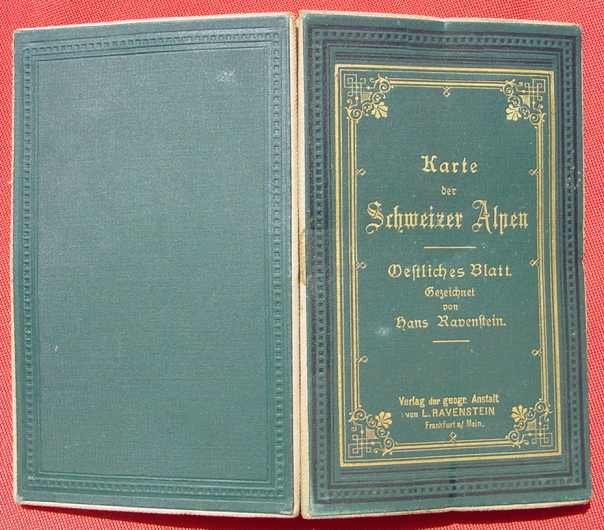 Karte
der
Schweizer Alpen
Oestliches Blatt.
Gezeichnet
von
Hans Ravenstein.
Verlag der geogr. Anstalt
von L. RAVENSTEIN
Frankfurt a/ Main.